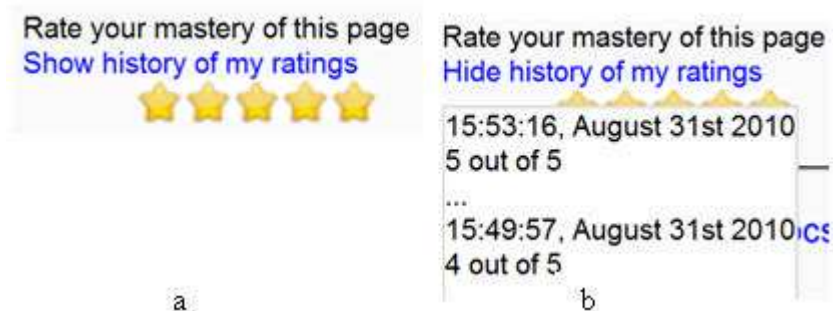 Rate your mastery of this page
Show history of my ratings
a
Rate your mastery of this page
Hide history of my ratings
15:53:16, August 31st 2010
5 out of 5
...
15:49:57, August 31st 2010
4 out of 5
b